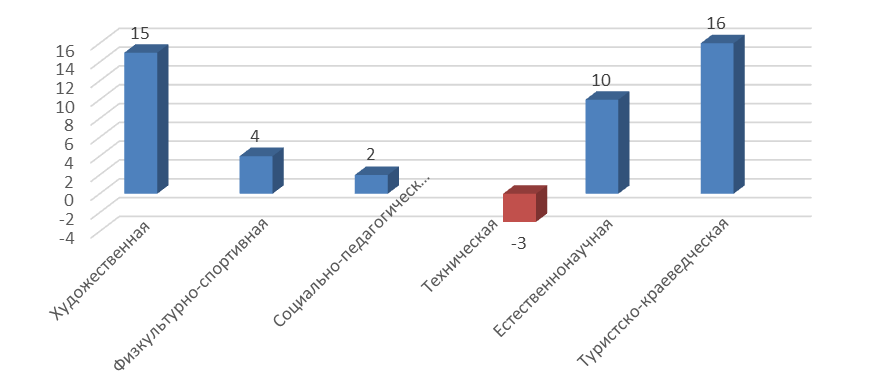 16
14
12
10
8
6
4
2
0
-2
-4
15
4
2
-3
10
16
Художественная
Физкультурно-спортивная
Социально-педагогическ...
Техническая
Естественнонаучная
Туристско-краеведческая